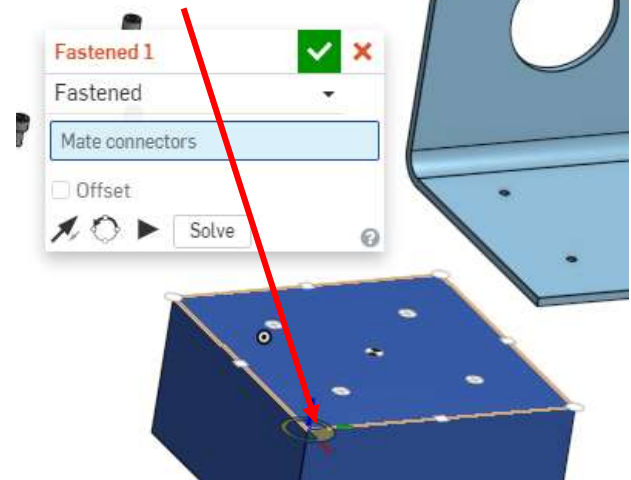 Fastened 1
Fastened
Mate connectors
Offset
Solve